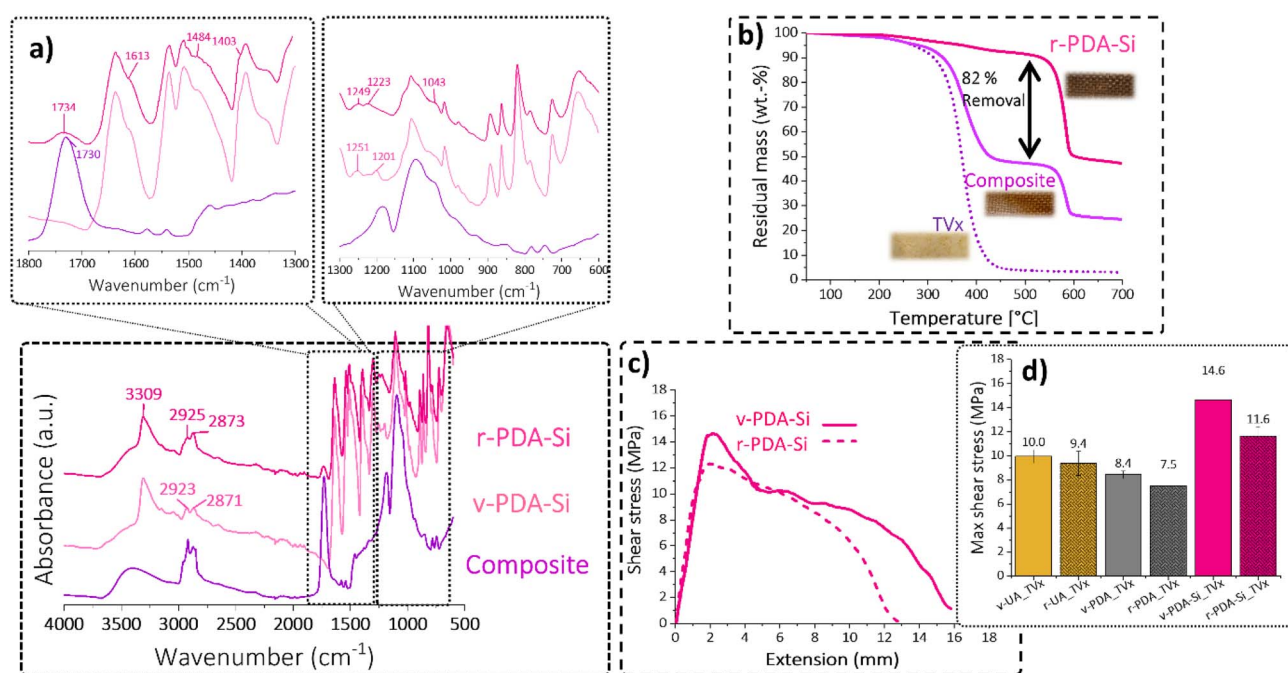 a)
1734
1613
1484
1403
1730
1800 1700 1600 1500 1400 1300
Wavenumber (cm⁻¹)
1249
1223
1043
1251
1201
1300 1200 1100 1000 900 800 700 600
Wavenumber (cm⁻¹)
3309
2925
2873
r-PDA-Si
2923
2871
v-PDA-Si
Composite
Absorbance (a.u.)
4000 3500 3000 2500 2000 1500 1000 500
Wavenumber (cm⁻¹)
b)
r-PDA-Si
82 %
Removal
Composite
TVx
Residual mass (wt.-%)
100
90
80
70
60
50
40
30
20
10
0
100 200 300 400 500 600 700
Temperature [°C]
c)
v-PDA-Si
r-PDA-Si
Shear stress (MPa)
18
16
14
12
10
8
6
4
2
0
0 2 4 6 8 10 12 14 16 18
Extension (mm)
d)
Max shear stress (MPa)
18
16
14
12
10
8
6
4
2
0
10.0
9.4
8.4
7.5
14.6
11.6
v-UA_TVx
r-UA_TVx
v-PDA_TVx
r-PDA_TVx
v-PDA-Si_TVx
r-PDA-Si_TVx